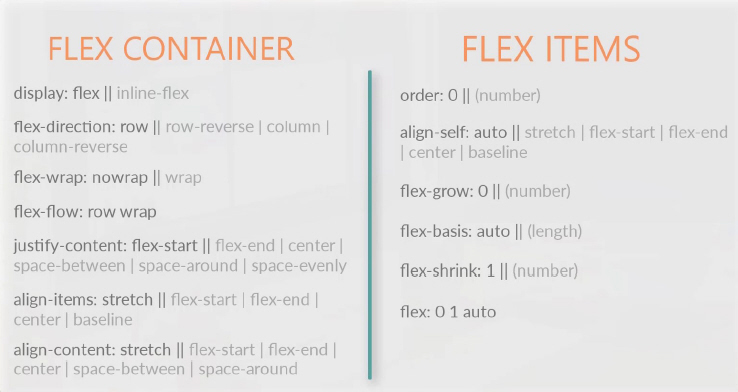 FLEX CONTAINER
display: flex || inline-flex
flex-direction: row || row-reverse | column |
column-reverse
flex-wrap: nowrap || wrap
flex-flow: row wrap
justify-content: flex-start || flex-end | center |
space-between | space-around | space-evenly
align-items: stretch || flex-start | flex-end |
center | baseline
align-content: stretch || flex-start | flex-end |
center | space-between | space-around
FLEX ITEMS
order: 0 || (number)
align-self: auto || stretch | flex-start | flex-end
| center | baseline
flex-grow: 0 || (number)
flex-basis: auto || (length)
flex-shrink: 1 || (number)
flex: 0 1 auto